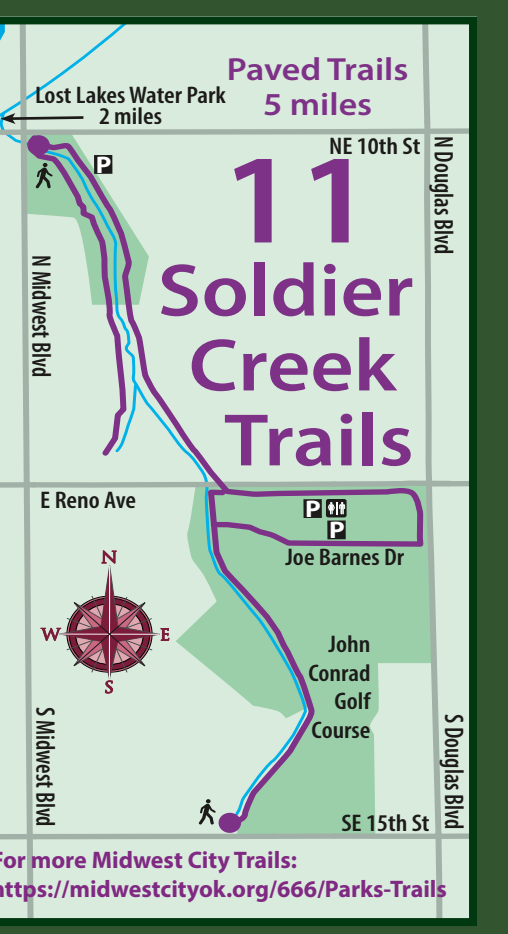 Paved Trails
5 miles
Lost Lakes Water Park
2 miles
NE 10th St
N Douglas Blvd
P
11
Soldier
Creek
Trails
N Midwest Blvd
E Reno Ave
P
P
Joe Barnes Dr
N
W
E
S
John
Conrad
Golf
Course
S Midwest Blvd
S Douglas Blvd
SE 15th St
For more Midwest City Trails:
https://midwestcityok.org/666/Parks-Trails